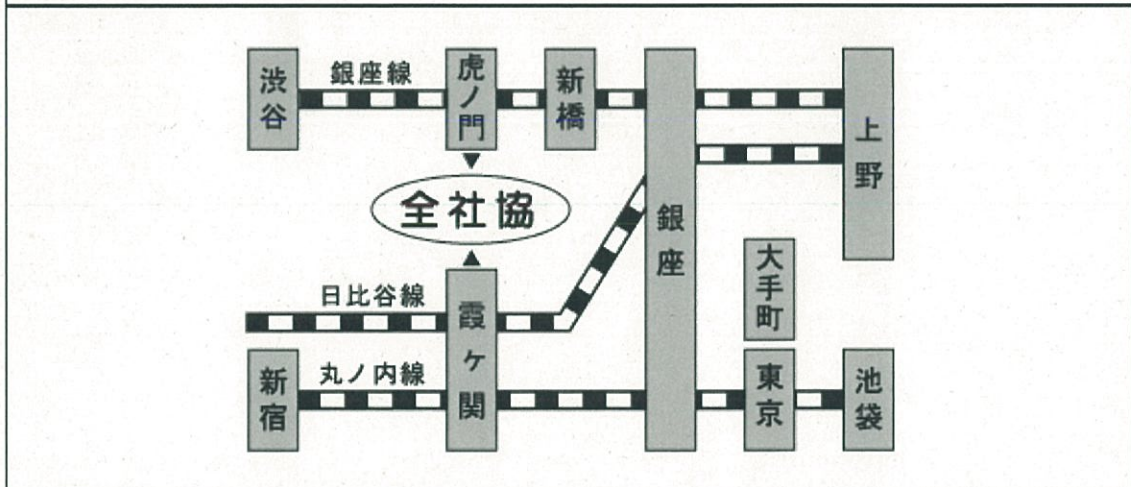 渋谷
銀座線
虎ノ門
新橋
銀座
上野
全社協
大手町
日比谷線
霞ヶ関
新宿
丸ノ内線
東京
池袋